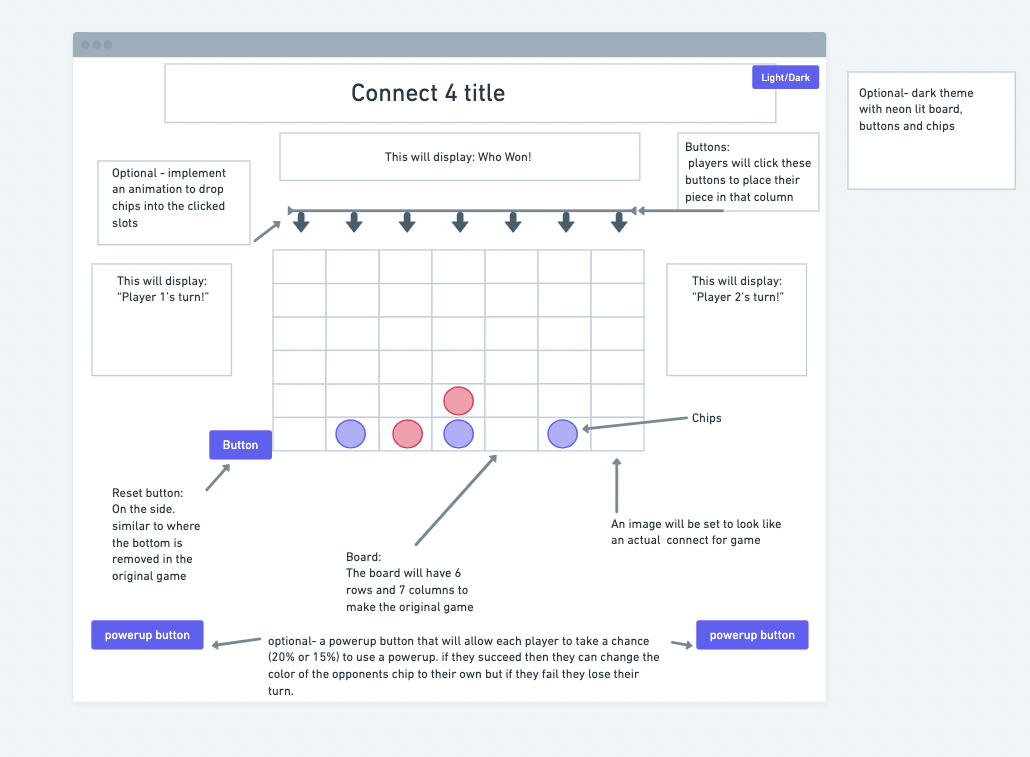 Connect 4 title
Light/Dark
Optional- dark theme
with neon lit board,
buttons and chips
This will display: Who Won!
Buttons:
players will click these
buttons to place their
piece in that column
Optional - implement
an animation to drop
chips into the clicked
slots
This will display:
“Player 1’s turn!”
This will display:
“Player 2’s turn!”
Chips
Button
Reset button:
On the side.
similar to where
the bottom is
removed in the
original game
An image will be set to look like
an actual connect for game
Board:
The board will have 6
rows and 7 columns to
make the original game
powerup button
optional- a powerup button that will allow each player to take a chance
(20% or 15%) to use a powerup. if they succeed then they can change the
color of the opponents chip to their own but if they fail they lose their
turn.
powerup button